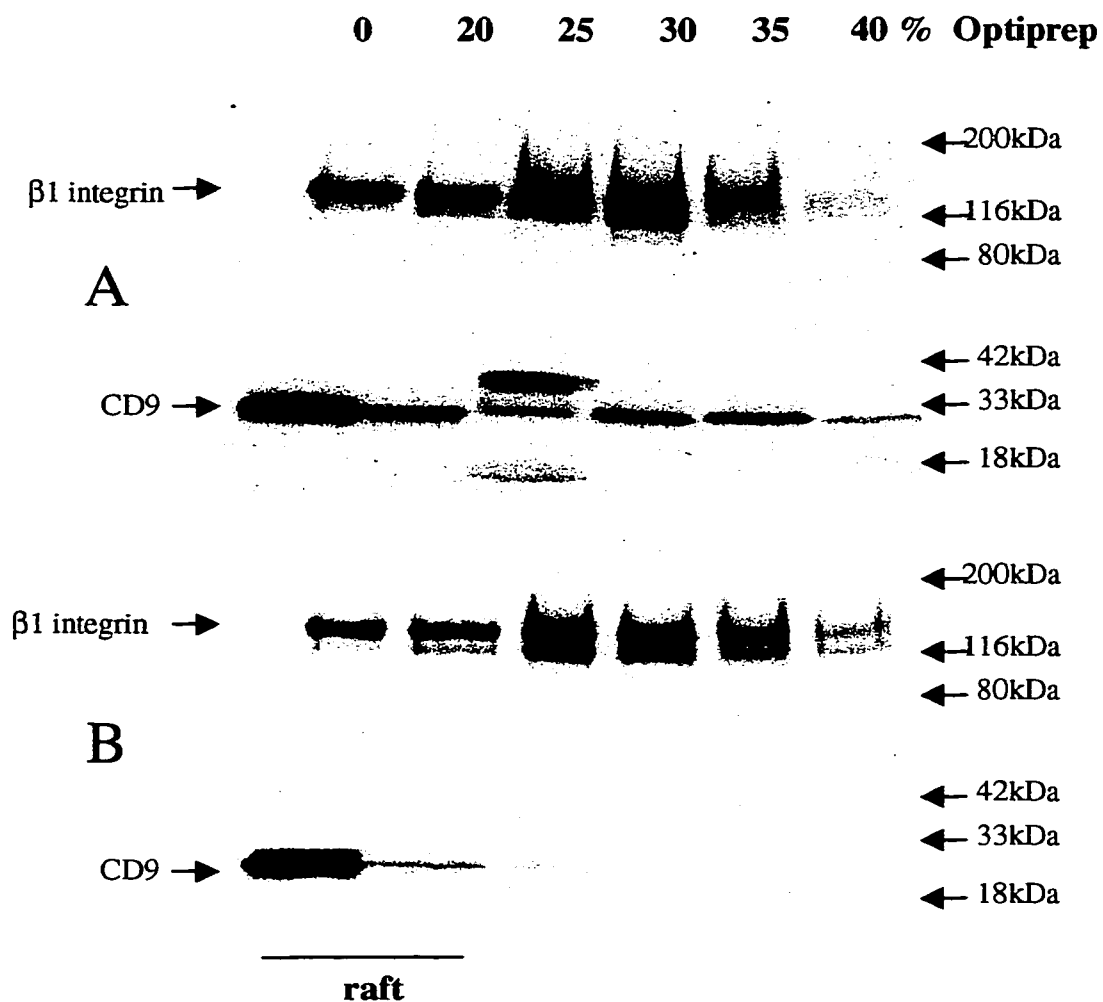 0 20 25 30 35 40 % Optiprep
200kDa
β1 integrin
116kDa
80kDa
A
42kDa
CD9
33kDa
18kDa
200kDa
β1 integrin
116kDa
80kDa
B
42kDa
33kDa
CD9
18kDa
raft